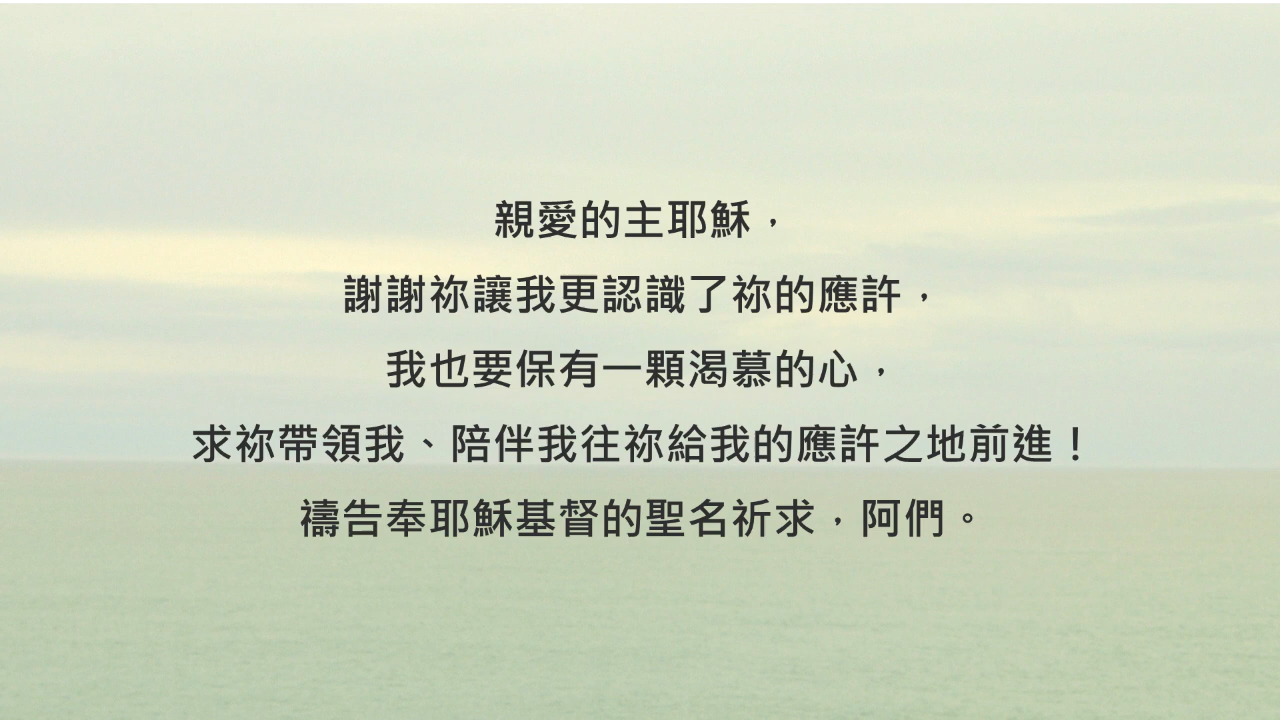 親愛的主耶穌，
謝謝祢讓我更認識了祢的應許，
我也要保有一顆渴慕的心，
求祢帶領我、陪伴我往祢給我的應許之地前進！
禱告奉耶穌基督的聖名祈求，阿們。